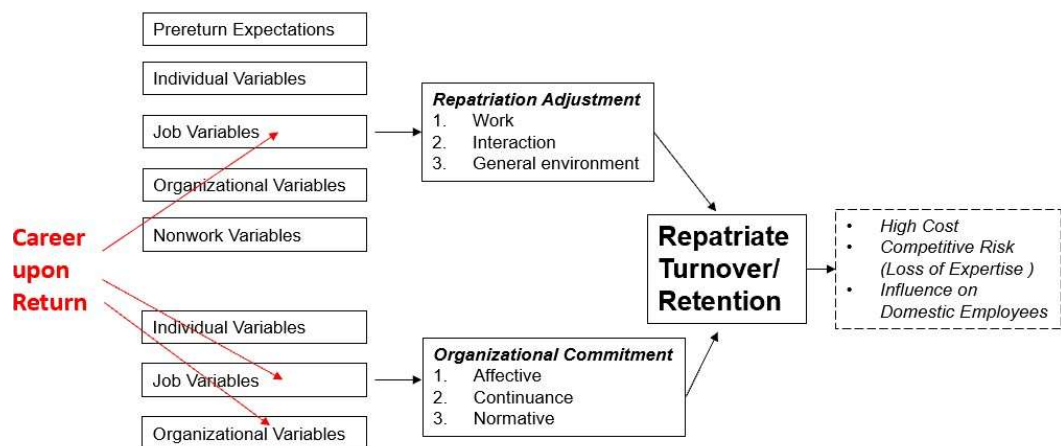 Prereturn Expectations
Individual Variables
Job Variables
Organizational Variables
Nonwork Variables
Repatriation Adjustment
1. Work
2. Interaction
3. General environment
Career
upon
Return
Individual Variables
Job Variables
Organizational Variables
Organizational Commitment
1. Affective
2. Continuance
3. Normative
Repatriate
Turnover/
Retention
• High Cost
• Competitive Risk
(Loss of Expertise )
• Influence on
Domestic Employees